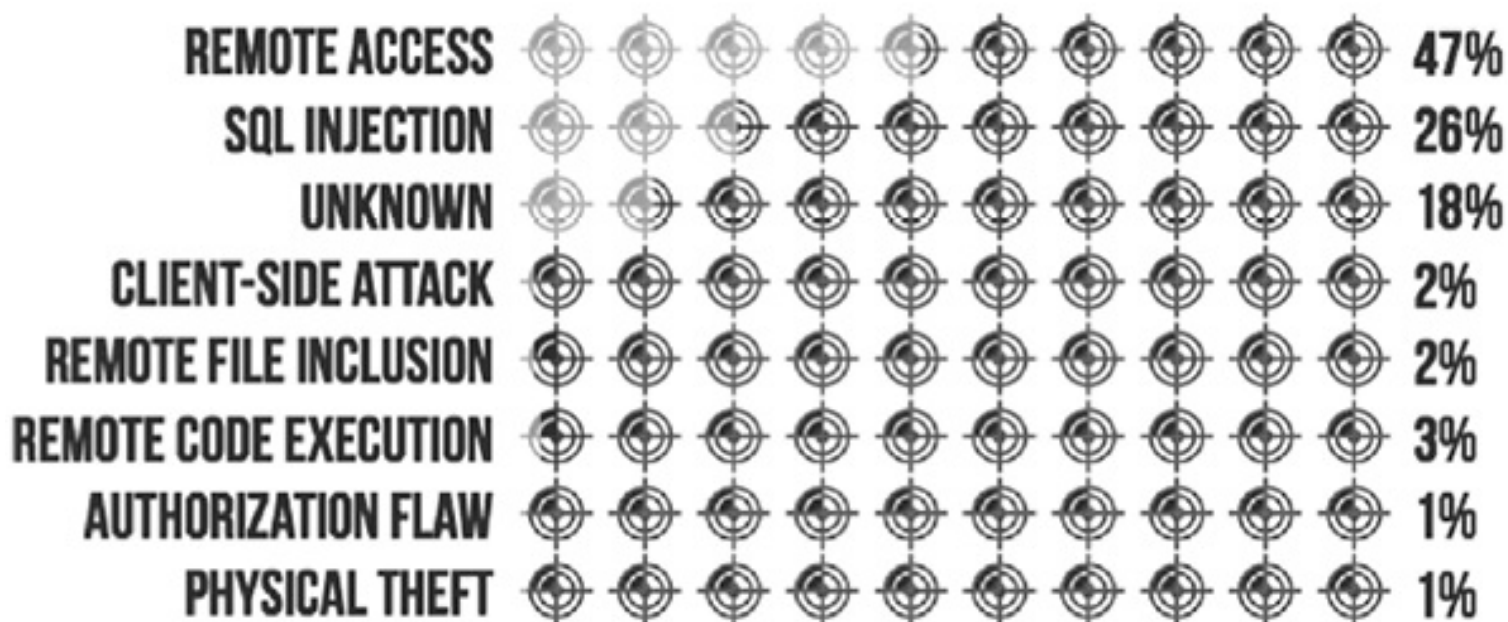 REMOTE ACCESS 47%
SQL INJECTION 26%
UNKNOWN 18%
CLIENT-SIDE ATTACK 2%
REMOTE FILE INCLUSION 2%
REMOTE CODE EXECUTION 3%
AUTHORIZATION FLAW 1%
PHYSICAL THEFT 1%